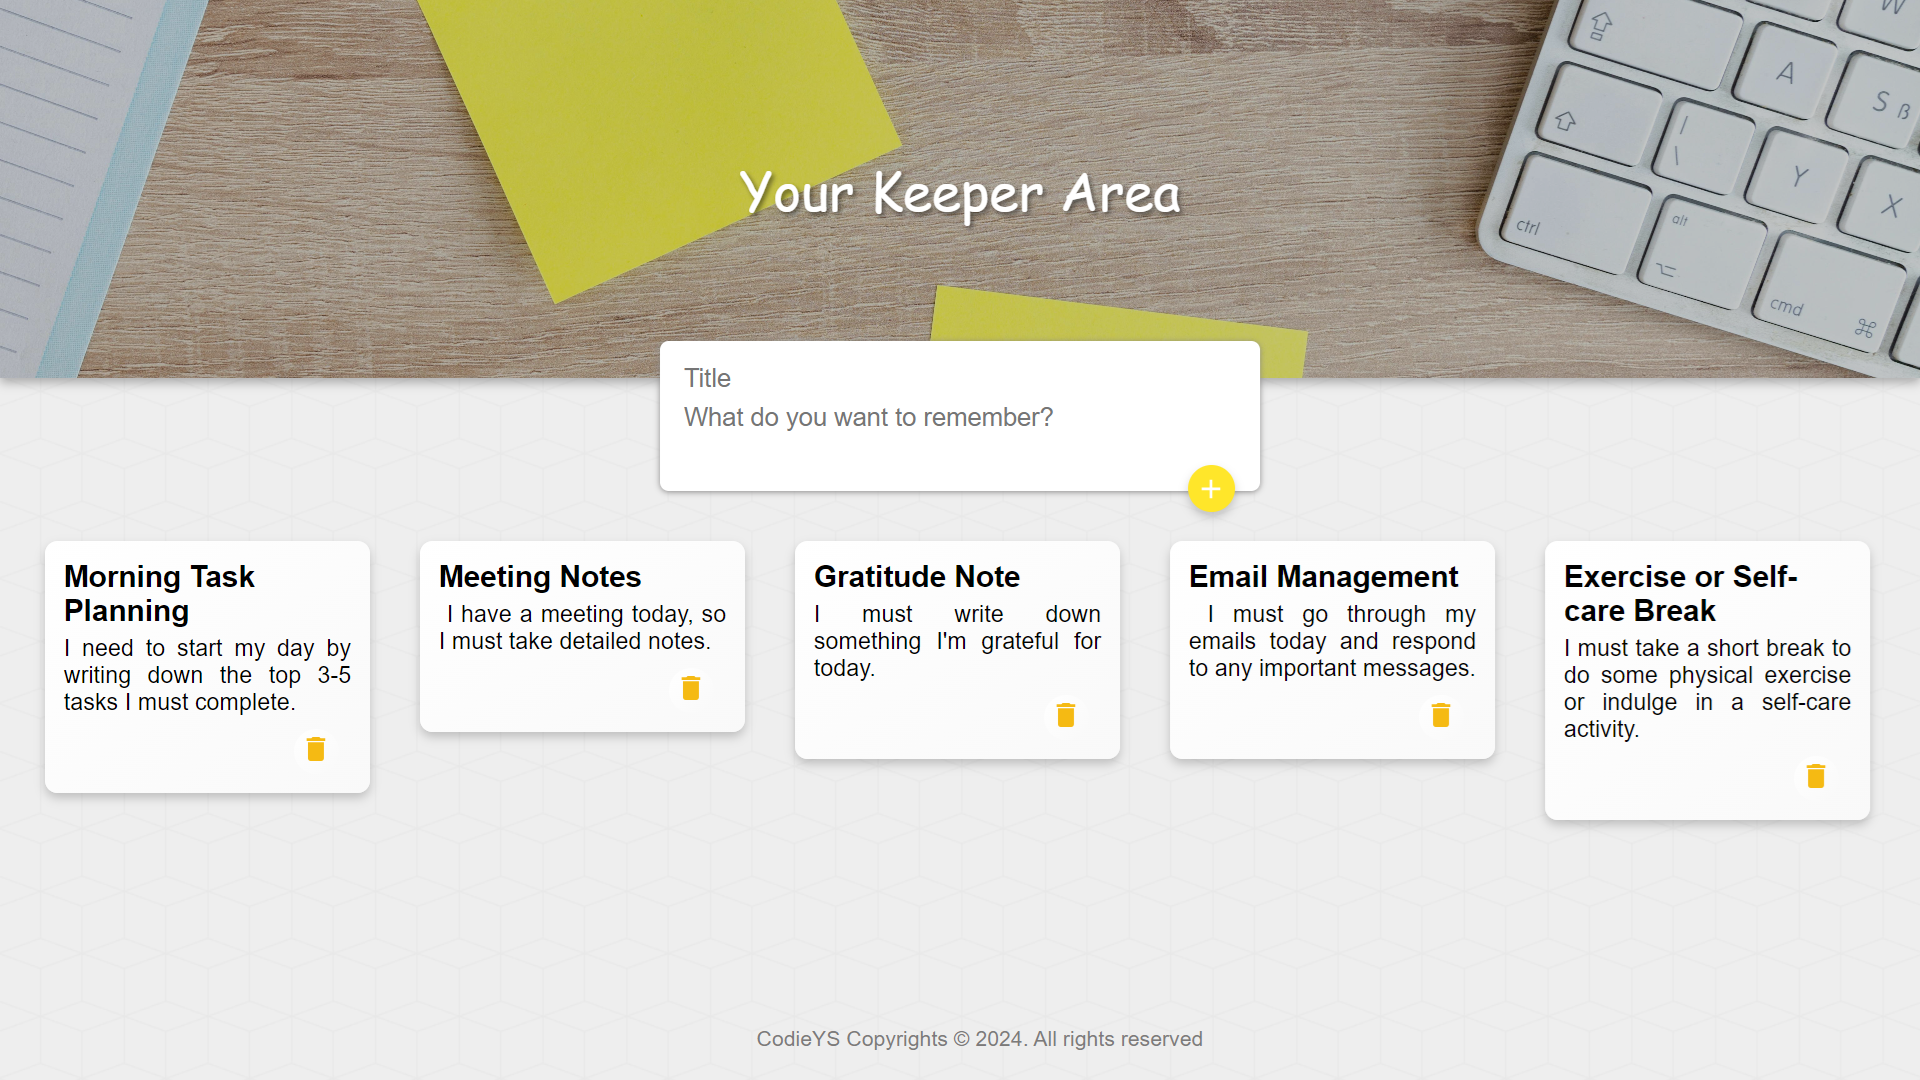 W
A
S ß
|
\
Y
X
ctrl
alt
cmd
Your Keeper Area
Title
What do you want to remember?
Morning Task
Planning
I need to start my day by
writing down the top 3-5
tasks I must complete.
Meeting Notes
I have a meeting today, so
I must take detailed notes.
Gratitude Note
I must write down
something I'm grateful for
today.
Email Management
I must go through my
emails today and respond
to any important messages.
Exercise or Self-
care Break
I must take a short break to
do some physical exercise
or indulge in a self-care
activity.
CodieYS Copyrights © 2024. All rights reserved